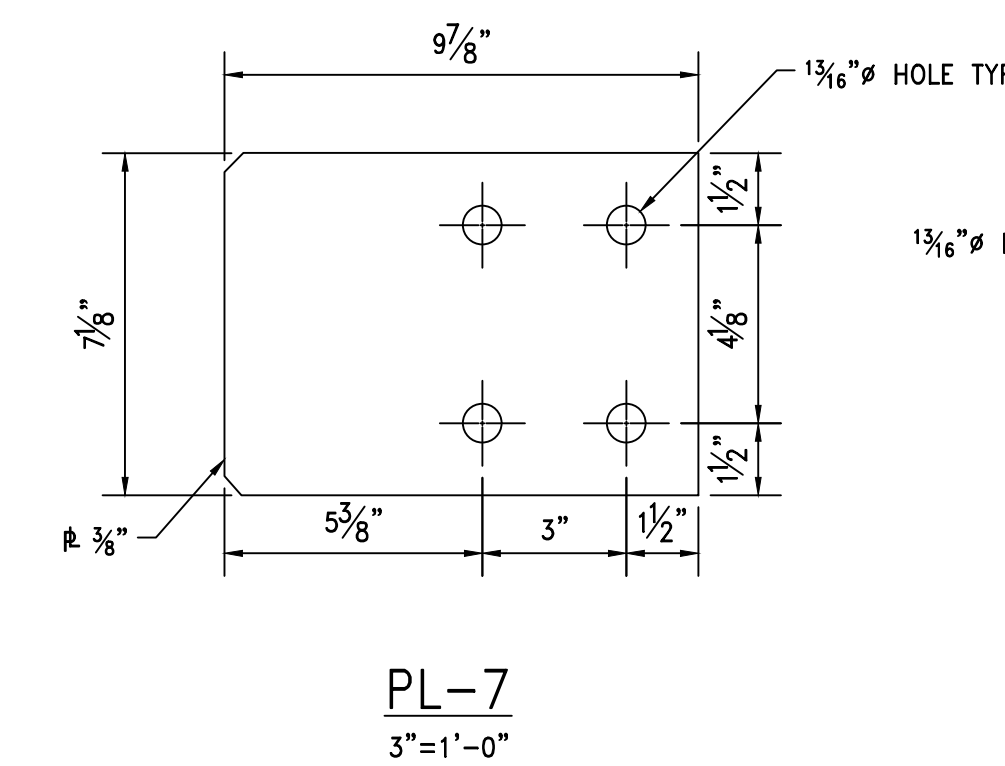 9⅞”
13⁄16”ø HOLE TYP
1½”
13⁄16”ø
7⅛”
4⅛”
1½”
5⅜”
3”
1½”
PL ⅜”
PL-7
3”=1’-0”